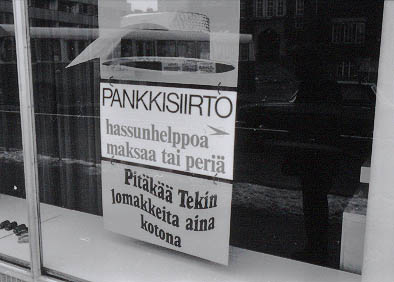 PANKKISIIRTO
hassunhelppoa
maksaa tai periä
Pitäkää Tekin
lomakkeita aina
kotona